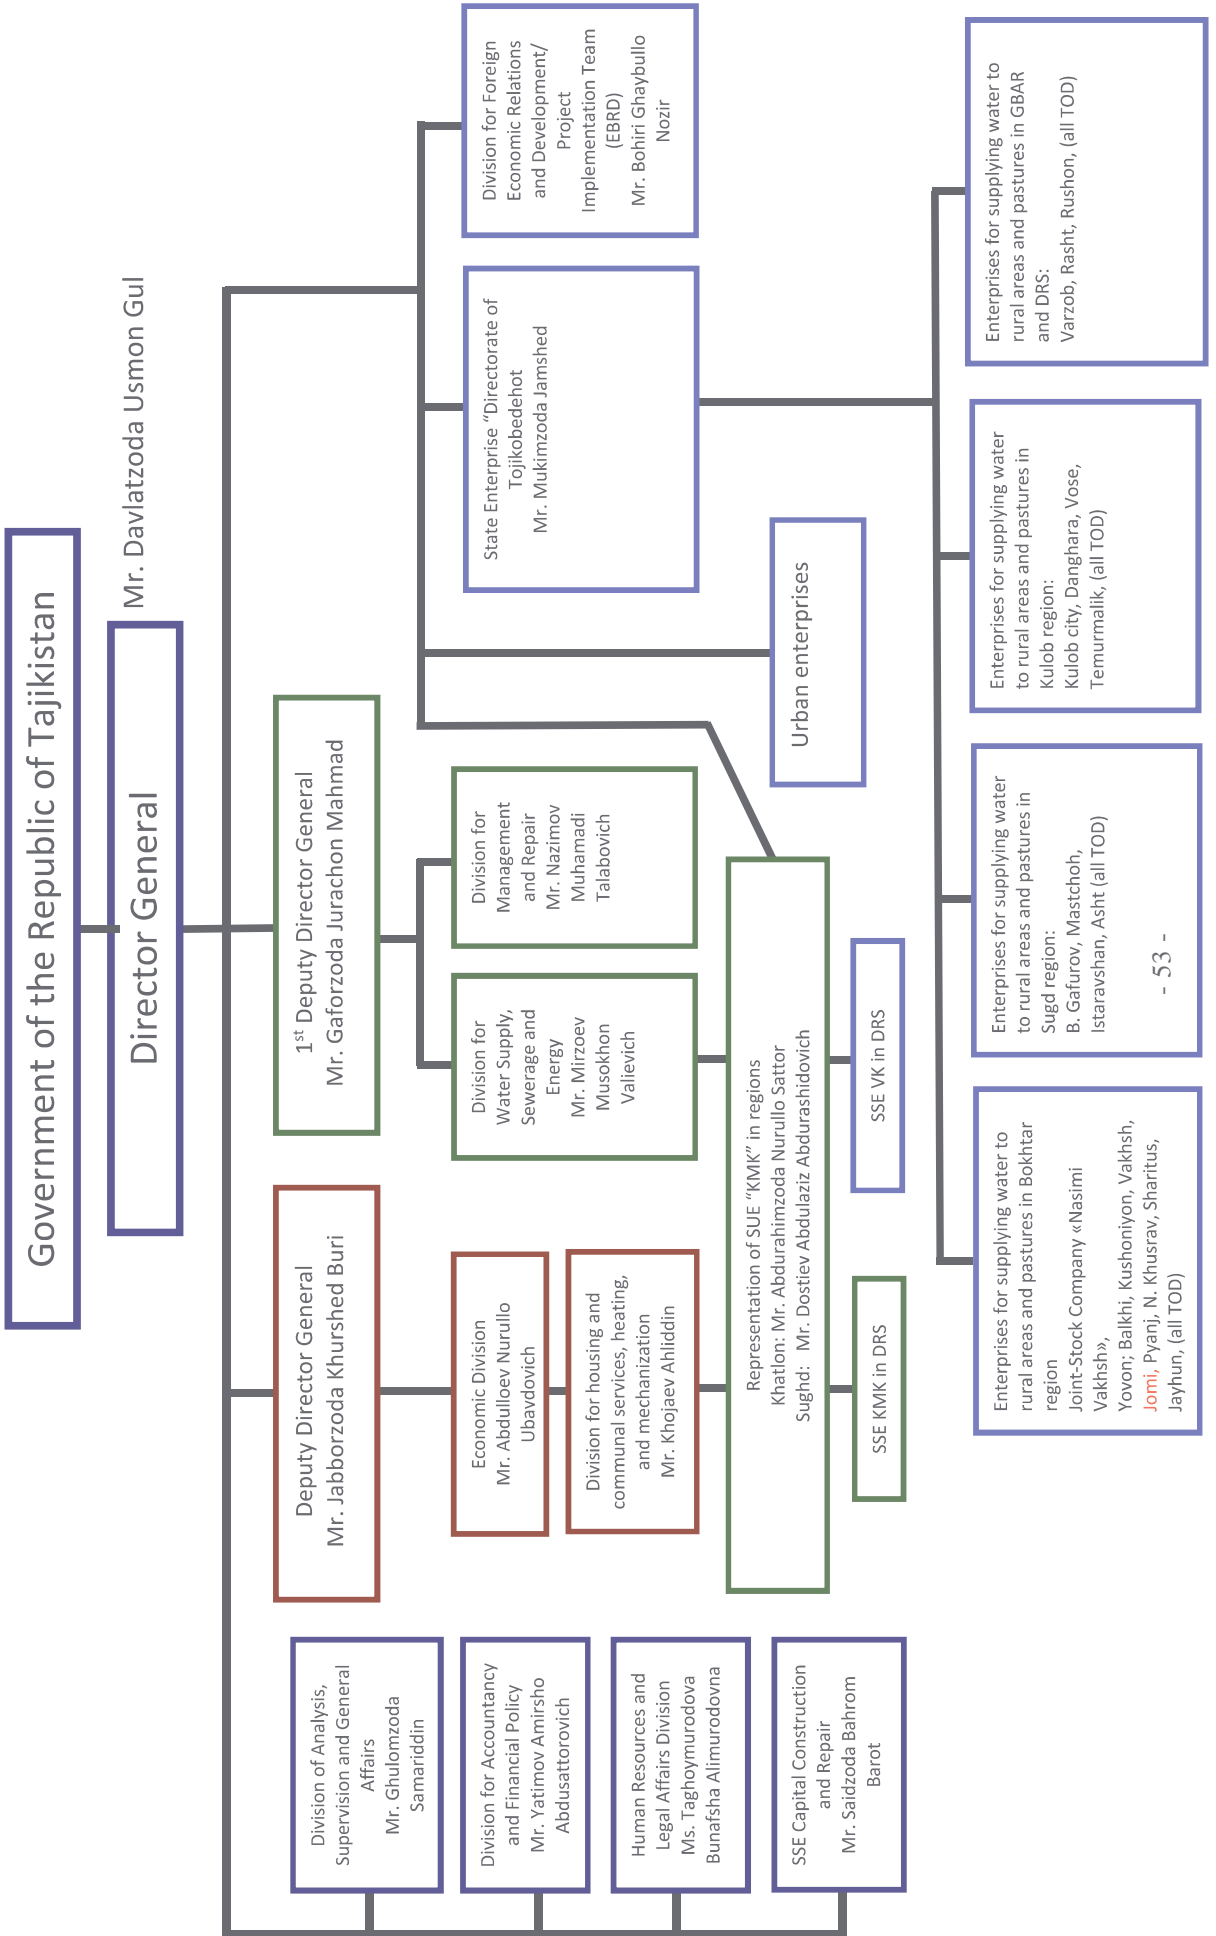 Government of the Republic of Tajikistan
Director General
Mr. Davlatzoda Usmon Gul
Deputy Director General
Mr. Jabborzoda Khurshed Buri
1st Deputy Director General
Mr. Gaforzoda Jurachon Mahmad
Division of Analysis,
Supervision and General
Affairs
Mr. Ghulomzoda
Samariddin
Division for Accountancy
and Financial Policy
Mr. Yatimov Amirsho
Abdusattorovich
Human Resources and
Legal Affairs Division
Ms. Taghoymurodova
Bunafsha Alimurodovna
SSE Capital Construction
and Repair
Mr. Saidzoda Bahrom
Barot
Economic Division
Mr. Abdulloev Nurullo
Ubavdovich
Division for housing and
communal services, heating,
and mechanization
Mr. Khojaev Ahliddin
Division for
Water Supply,
Sewerage and
Energy
Mr. Mirzoev
Musokhon
Valievich
Division for
Management
and Repair
Mr. Nazimov
Muhamadi
Talabovich
State Enterprise “Directorate of
Tojikobedehot
Mr. Mukimzoda Jamshed
Division for Foreign
Economic Relations
and Development/
Project
Implementation Team
(EBRD)
Mr. Bohiri Ghaybullo
Nozir
Representation of SUE “KMK” in regions
Khatlon: Mr. Abdurahimzoda Nurullo Sattor
Sughd: Mr. Dostiev Abdulaziz Abdurashidovich
Urban enterprises
SSE KMK in DRS
SSE VK in DRS
Enterprises for supplying water to
rural areas and pastures in Bokhtar
region
Joint-Stock Company «Nasimi
Vakhsh»,
Yovon; Balkhi, Kushoniyon, Vakhsh,
Jomi, Pyanj, N. Khusrav, Sharitus,
Jayhun, (all TOD)
Enterprises for supplying water
to rural areas and pastures in
Sugd region:
B. Gafurov, Mastchoh,
Istaravshan, Asht (all TOD)
Enterprises for supplying water
to rural areas and pastures in
Kulob region:
Kulob city, Danghara, Vose,
Temurmalik, (all TOD)
Enterprises for supplying water to
rural areas and pastures in GBAR
and DRS:
Varzob, Rasht, Rushon, (all TOD)
- 53 -